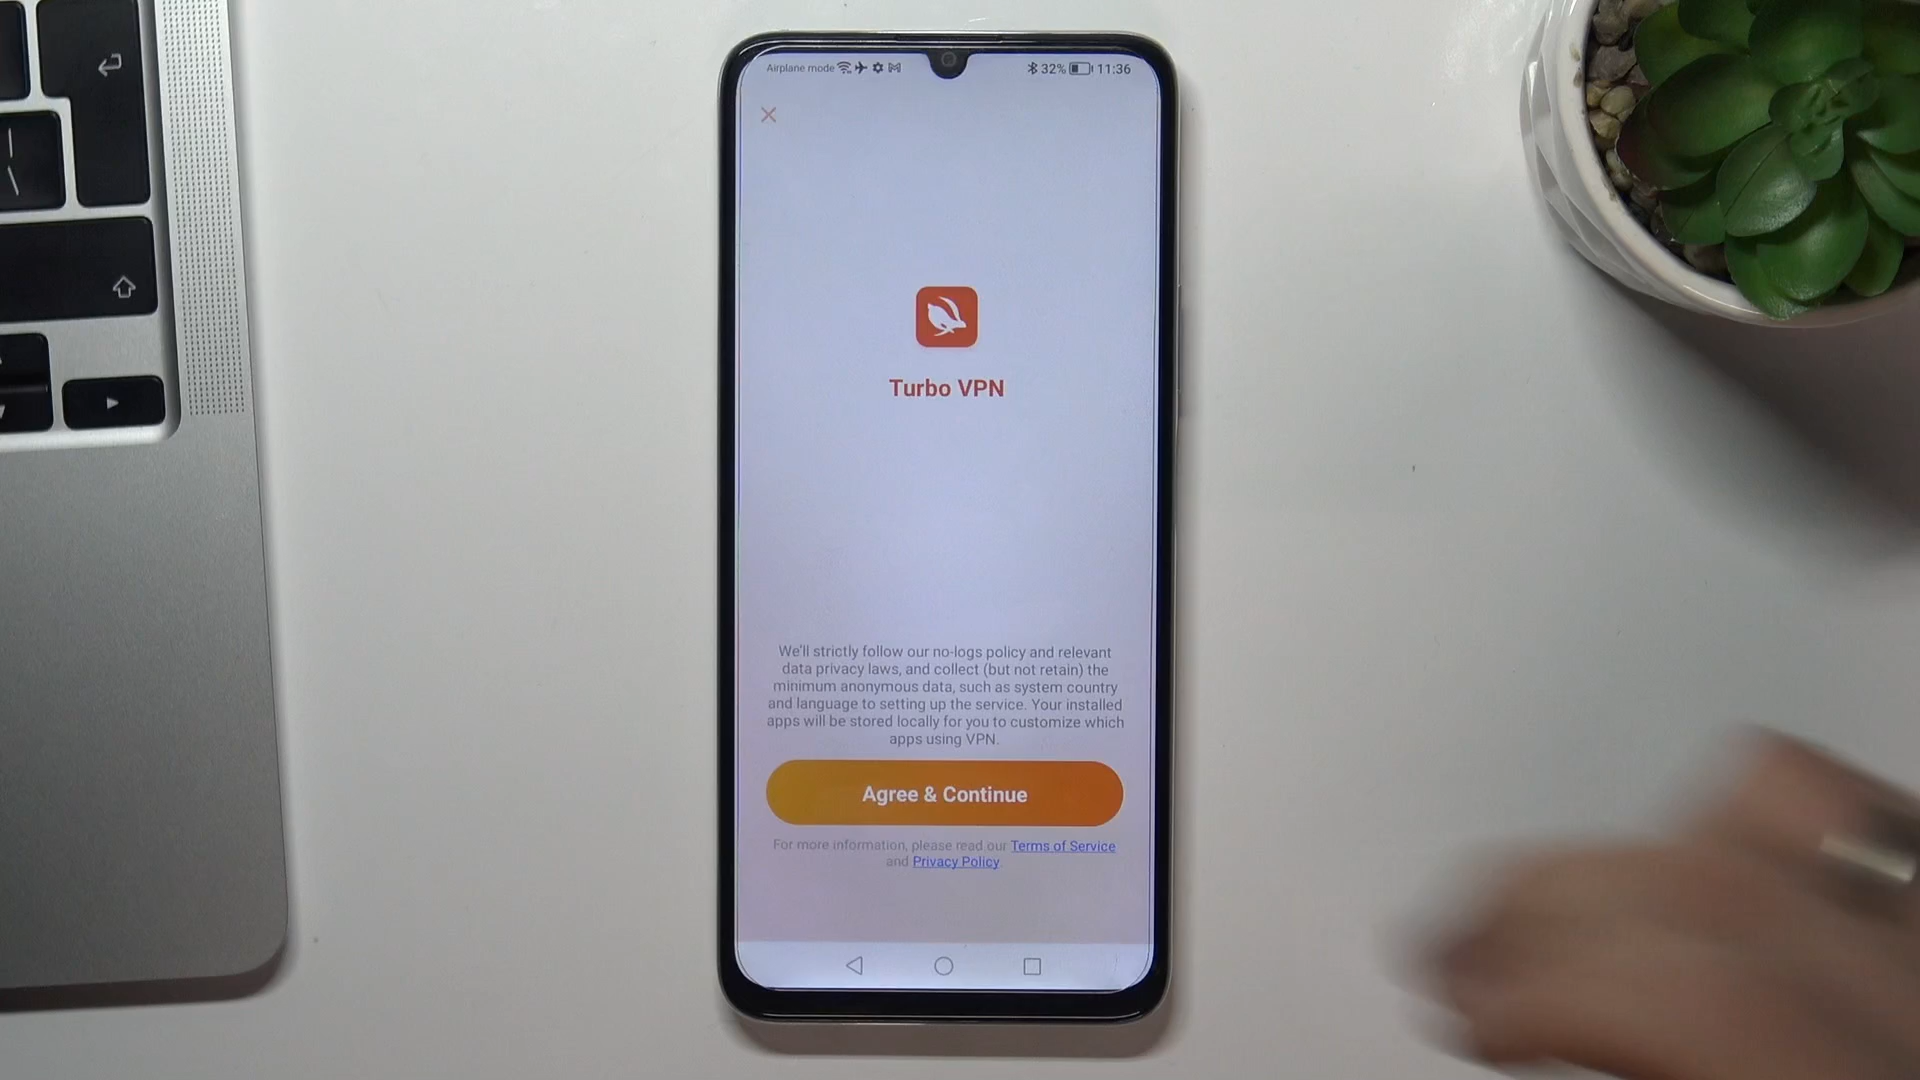 Airplane mode 32% 11:36
Turbo VPN
We'll strictly follow our no-logs policy and relevant
data privacy laws, and collect (but not retain) the
minimum anonymous data, such as system country
and language to setting up the service. Your installed
apps will be stored locally for you to customize which
apps using VPN.
Agree & Continue
For more information, please read our Terms of Service
and Privacy Policy.